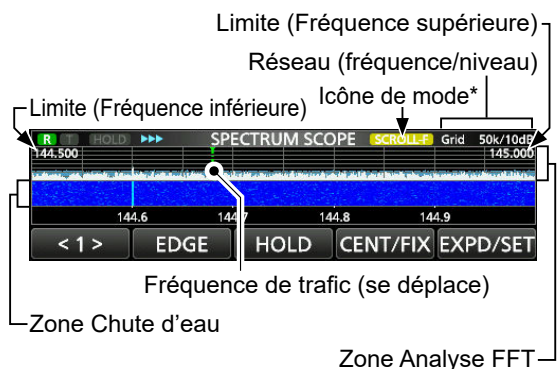 Limite (Fréquence supérieure)
Réseau (fréquence/niveau)
Icône de mode*
Limite (Fréquence inférieure)
R T HOLD SPECTRUM SCOPE SCROLL-F Grid 50k/10dB
144.500 145.000
144.6 144.7 144.8 144.9
< 1 > EDGE HOLD CENT/FIX EXPD/SET
Fréquence de trafic (se déplace)
Zone Chute d'eau
Zone Analyse FFT